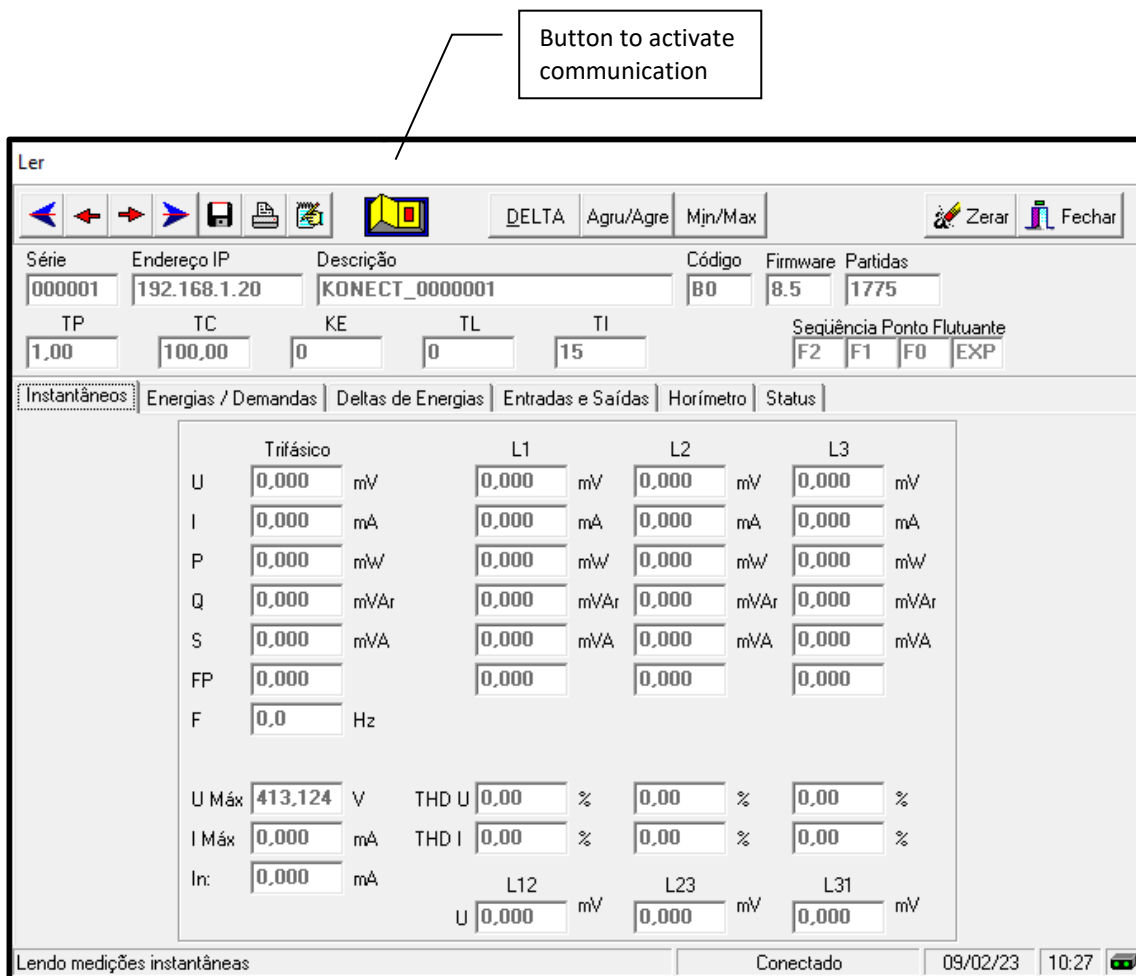 Button to activate
communication
Ler
DELTA Agru/Agre Min/Max Zerar Fechar
Série Endereço IP Descrição Código Firmware Partidas
000001 192.168.1.20 KONECT_0000001 B0 8.5 1775
TP TC KE TL TI Seqüência Ponto Flutuante
1,00 100,00 0 0 15 F2 F1 F0 EXP
Instantâneos Energias / Demandas Deltas de Energias Entradas e Saídas Horímetro Status
Trifásico L1 L2 L3
U 0,000 mV 0,000 mV 0,000 mV 0,000 mV
I 0,000 mA 0,000 mA 0,000 mA 0,000 mA
P 0,000 mW 0,000 mW 0,000 mW 0,000 mW
Q 0,000 mVAr 0,000 mVAr 0,000 mVAr 0,000 mVAr
S 0,000 mVA 0,000 mVA 0,000 mVA 0,000 mVA
FP 0,000 0,000 0,000 0,000
F 0,0 Hz
U Máx 413,124 V THD U 0,00 % 0,00 % 0,00 %
I Máx 0,000 mA THD I 0,00 % 0,00 % 0,00 %
In: 0,000 mA L12 L23 L31
U 0,000 mV 0,000 mV 0,000 mV
Lendo medições instantâneas Conectado 09/02/23 10:27